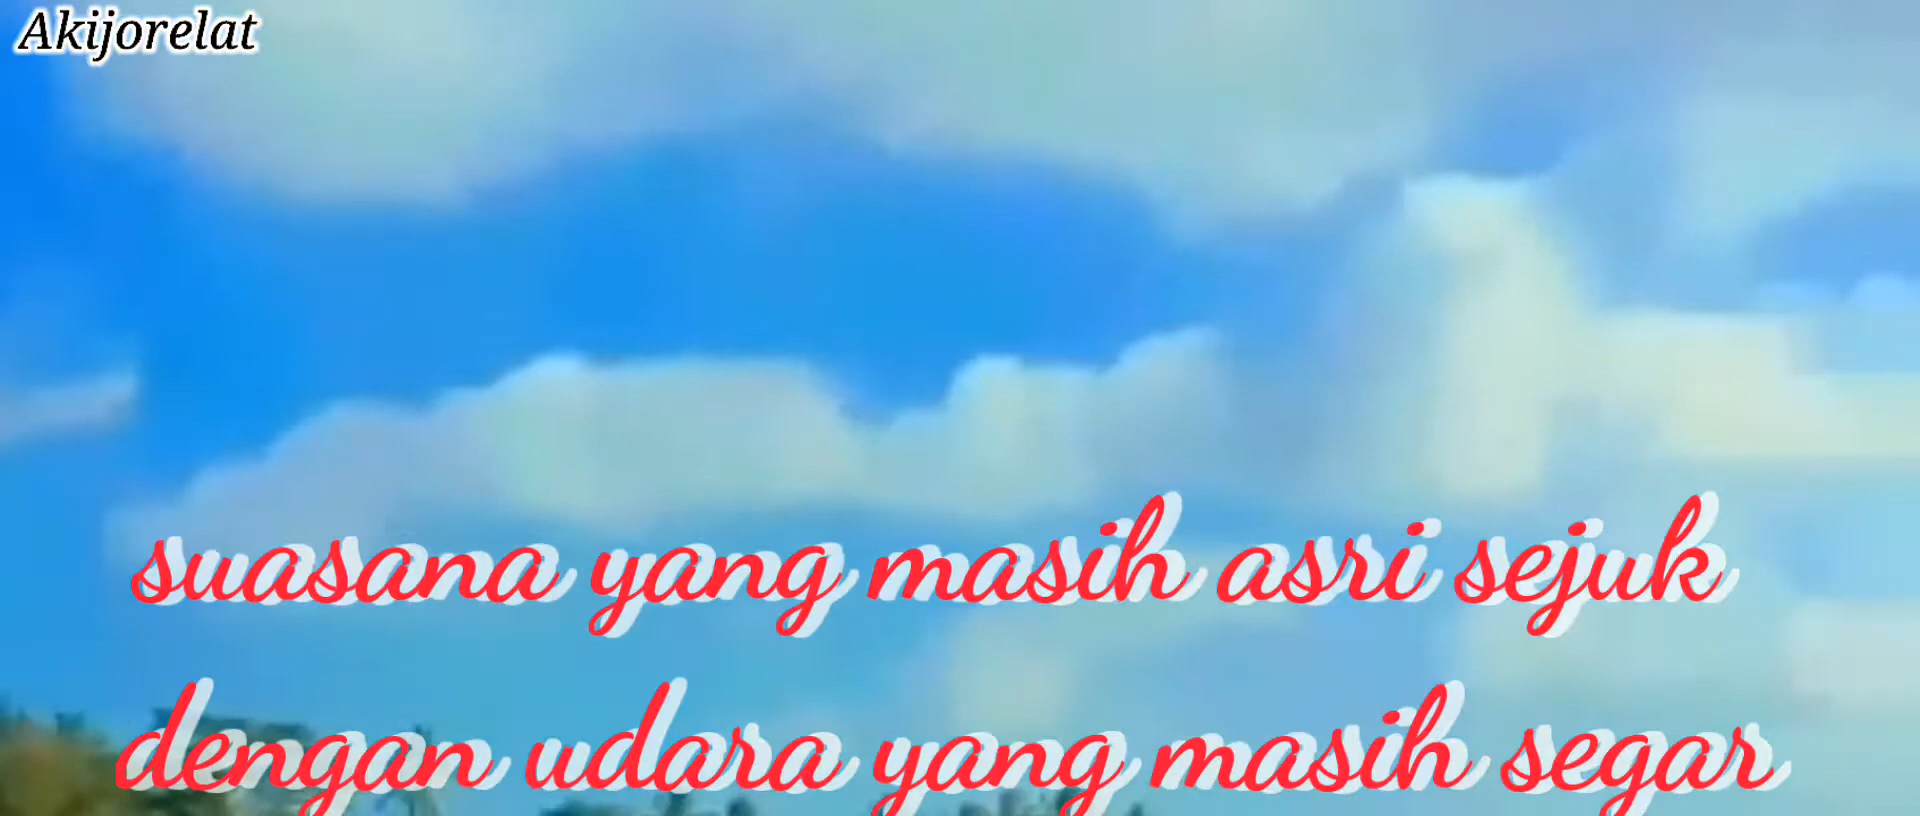 Akijorelat
suasana yang masih asri sejuk
dengan udara yang masih segar